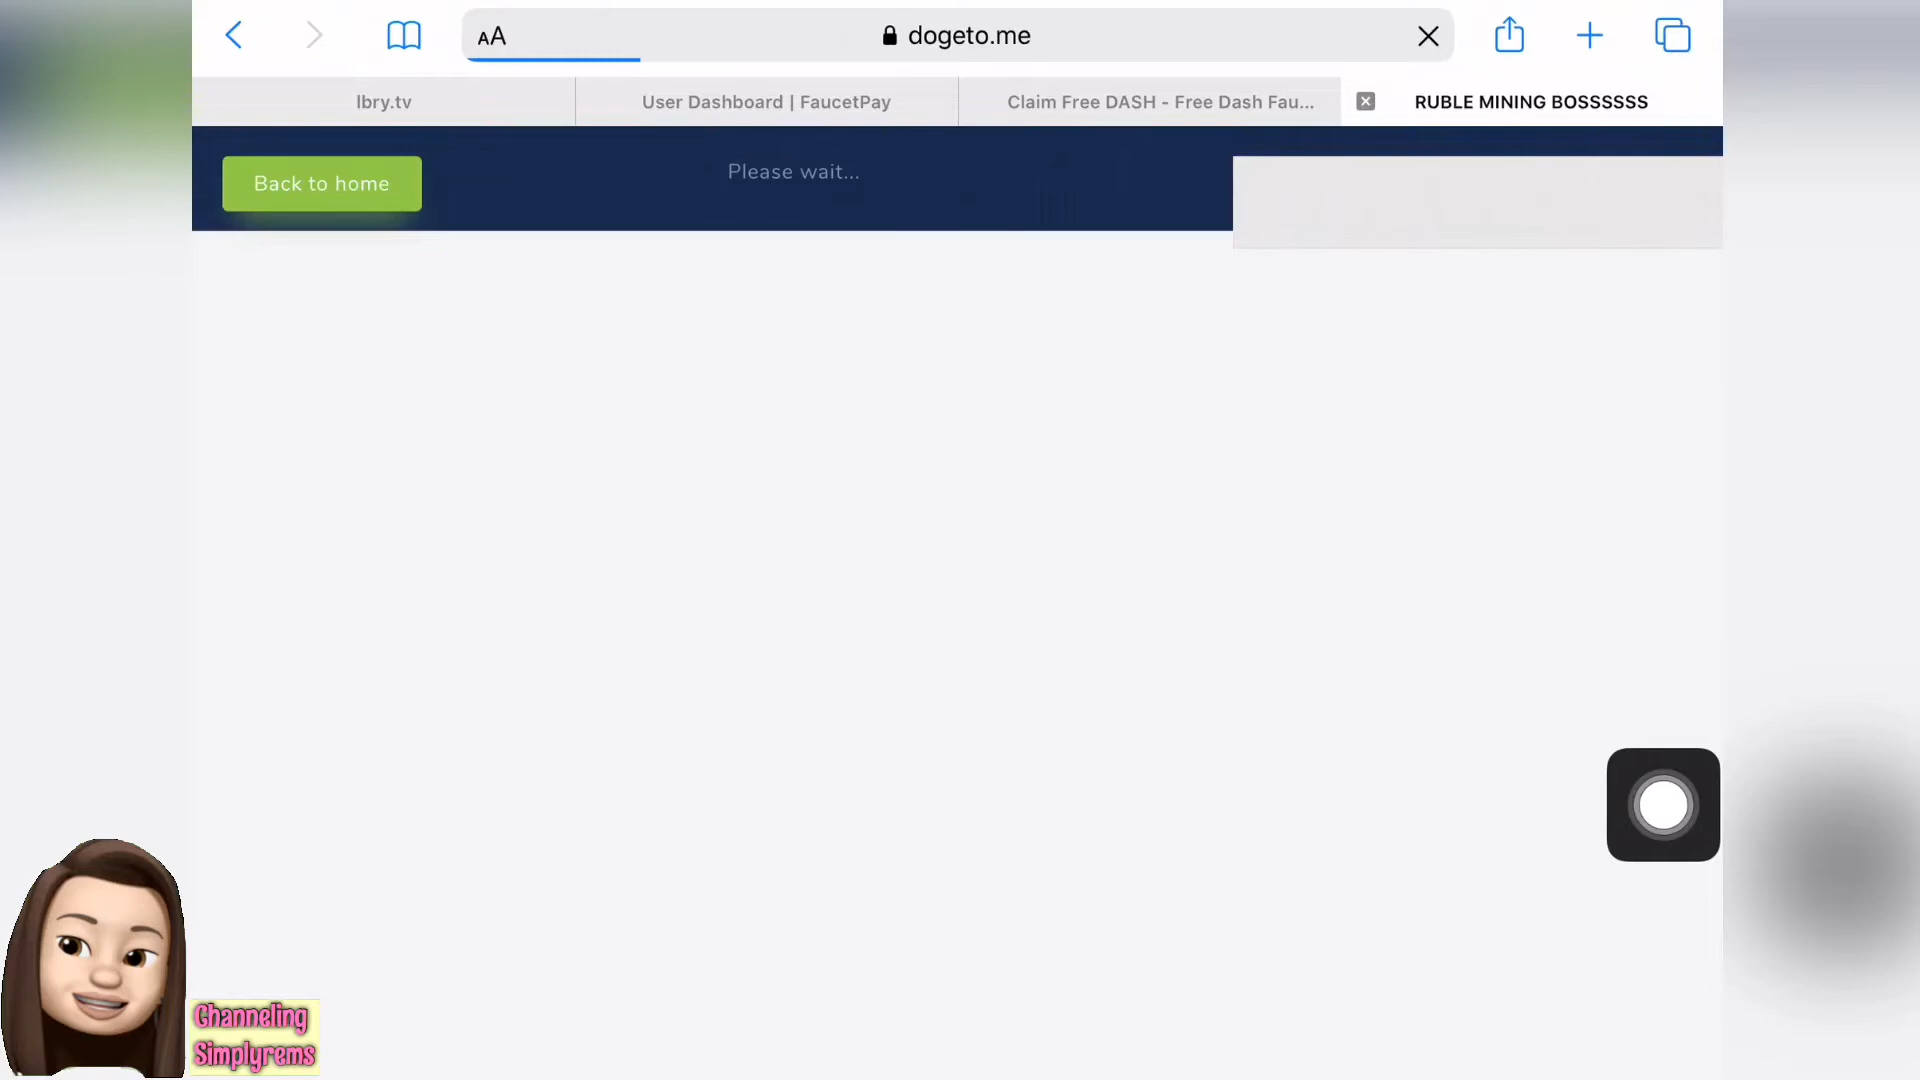 AA
dogeto.me
lbry.tv
User Dashboard | FaucetPay
Claim Free DASH - Free Dash Fau...
RUBLE MINING BOSSSSSS
Back to home
Please wait...
Channeling
Simplyrems